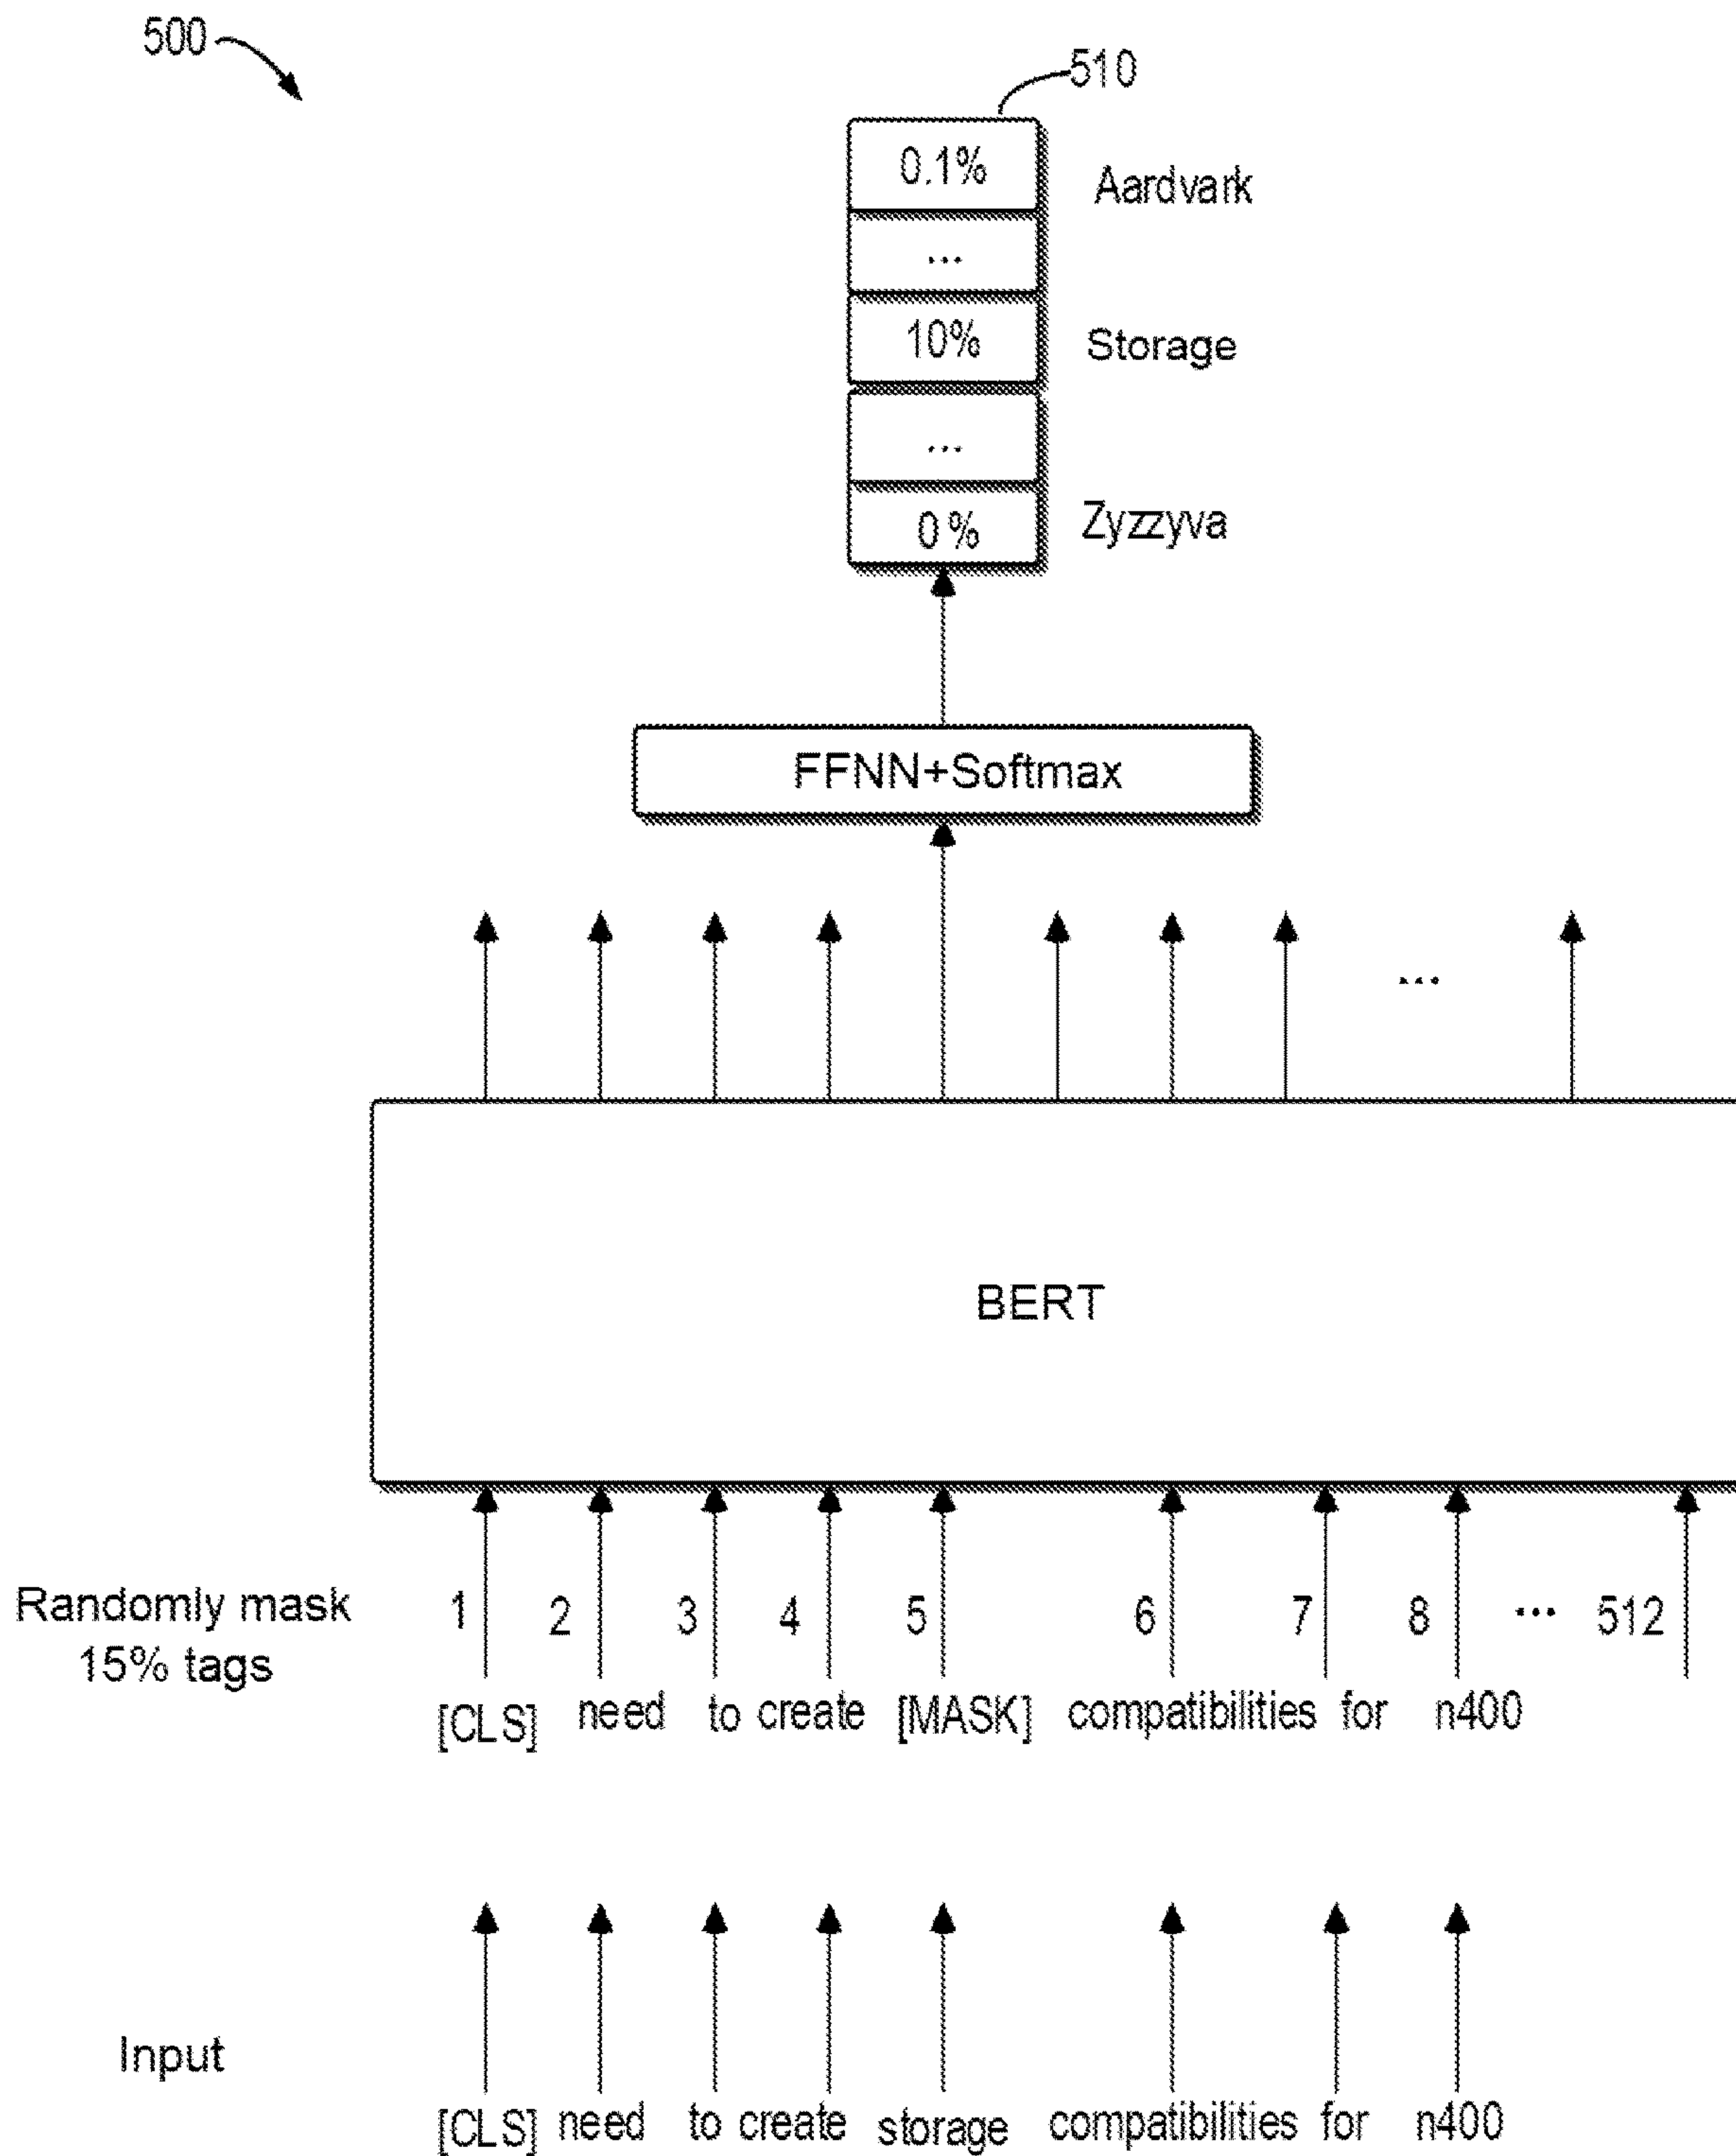 500
510
0.1% Aardvark
...
10% Storage
...
0% Zyzzyva
FFNN+Softmax
...
BERT
Randomly mask 1 2 3 4 5 6 7 8 ... 512
15% tags
[CLS] need to create [MASK] compatibilities for n400
Input
[CLS] need to create storage compatibilities for n400